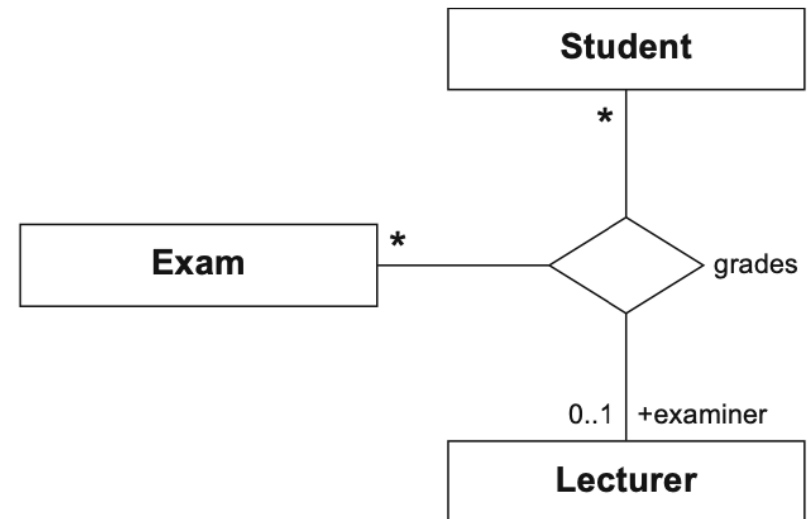 Student
*
Exam
*
grades
0..1
+examiner
Lecturer